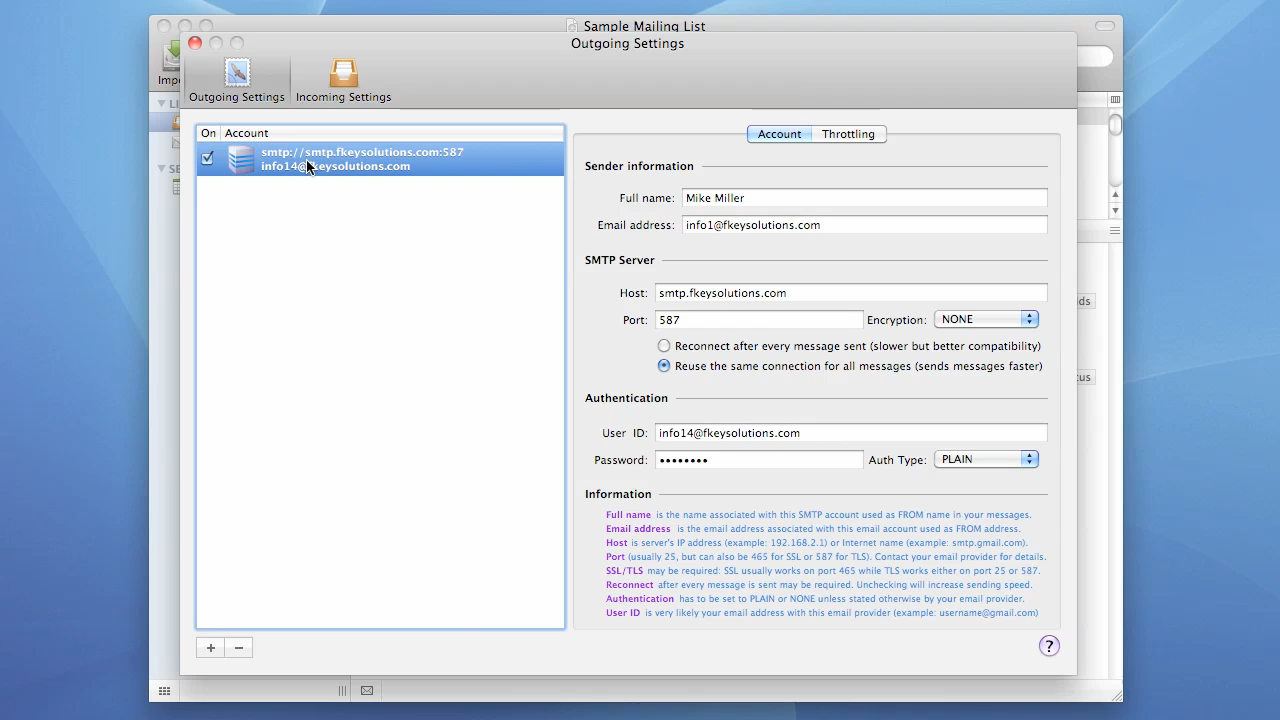 Sample Mailing List
Outgoing Settings
Outgoing Settings
Incoming Settings
On Account
smtp://smtp.fkeysolutions.com:587
info14@fkeysolutions.com
Account Throttling
Sender information
Full name: Mike Miller
Email address: info1@fkeysolutions.com
SMTP Server
Host: smtp.fkeysolutions.com
Port: 587 Encryption: NONE
Reconnect after every message sent (slower but better compatibility)
Reuse the same connection for all messages (sends messages faster)
Authentication
User ID: info14@fkeysolutions.com
Password: •••••••• Auth Type: PLAIN
Information
Full name is the name associated with this SMTP account used as FROM name in your messages.
Email address is the email address associated with this email account used as FROM address.
Host is server's IP address (example: 192.168.2.1) or Internet name (example: smtp.gmail.com).
Port (usually 25, but can also be 465 for SSL or 587 for TLS). Contact your email provider for details.
SSL/TLS may be required: SSL usually works on port 465 while TLS works either on port 25 or 587.
Reconnect after every message is sent may be required. Unchecking will increase sending speed.
Authentication has to be set to PLAIN or NONE unless stated otherwise by your email provider.
User ID is very likely your email address with this email provider (example: username@gmail.com)
+ −
?